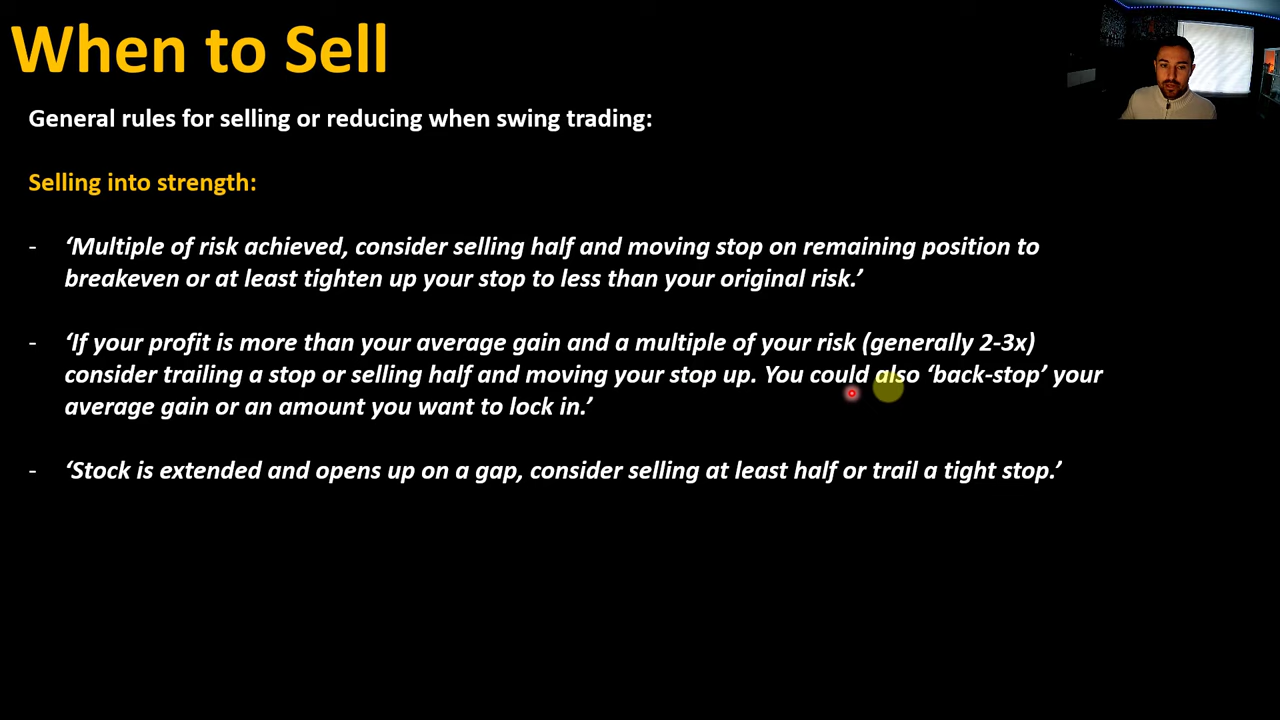 When to Sell
General rules for selling or reducing when swing trading:
Selling into strength:
- ‘Multiple of risk achieved, consider selling half and moving stop on remaining position to
breakeven or at least tighten up your stop to less than your original risk.’
- ‘If your profit is more than your average gain and a multiple of your risk (generally 2-3x)
consider trailing a stop or selling half and moving your stop up. You could also ‘back-stop’ your
average gain or an amount you want to lock in.’
- ‘Stock is extended and opens up on a gap, consider selling at least half or trail a tight stop.’